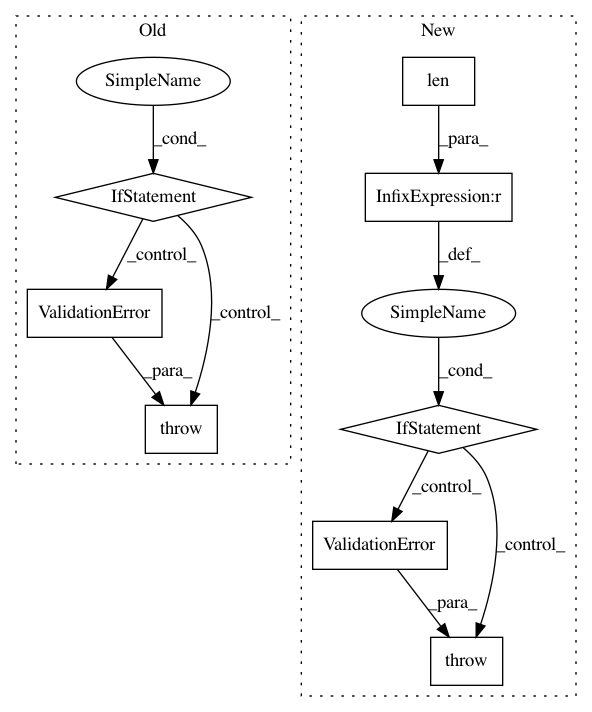 Old
SimpleName
_cond_
IfStatement
_control_
_control_
ValidationError
_para_
throw
New
len
_para_
InfixExpression:r
_def_
SimpleName
_cond_
IfStatement
_control_
_control_
ValidationError
_para_
throw